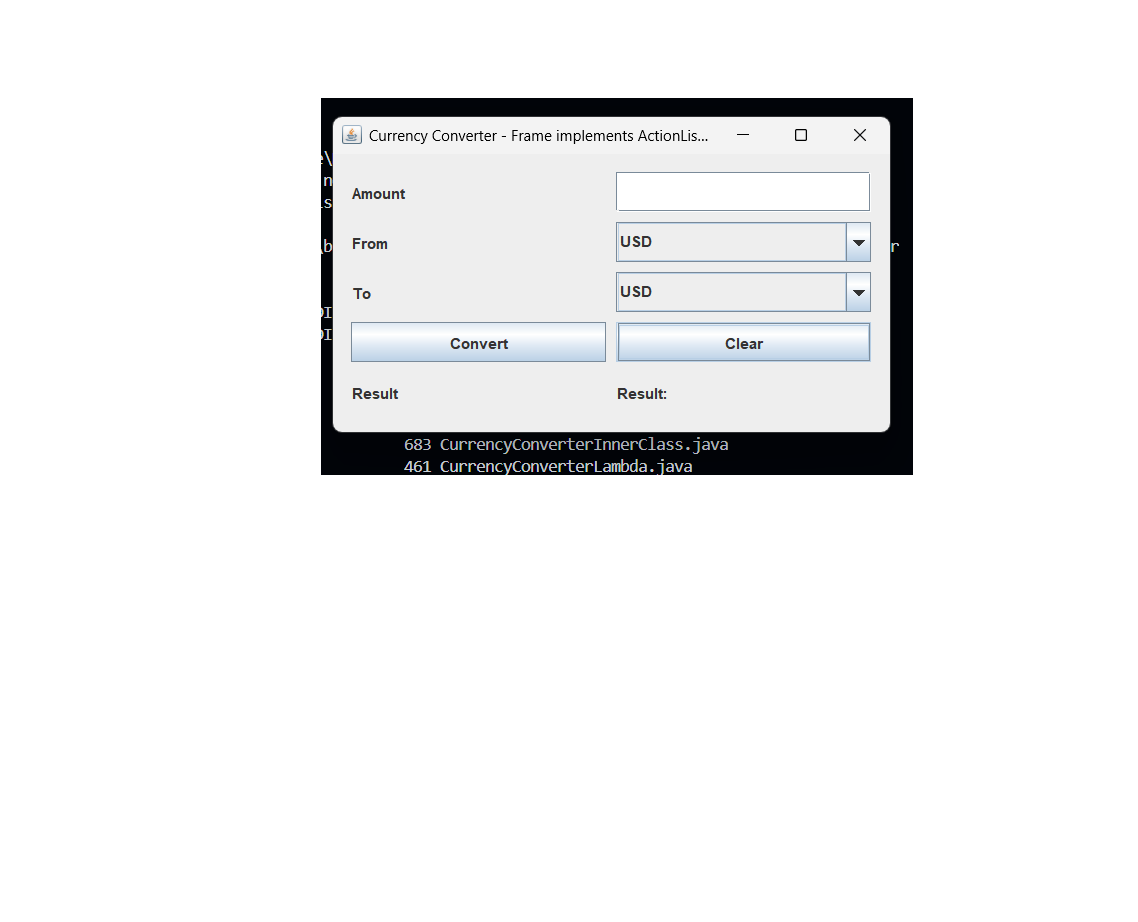 Currency Converter - Frame implements ActionLis...
Amount
From USD
To USD
Convert Clear
Result Result:
683 CurrencyConverterInnerClass.java
461 CurrencyConverterLambda.java